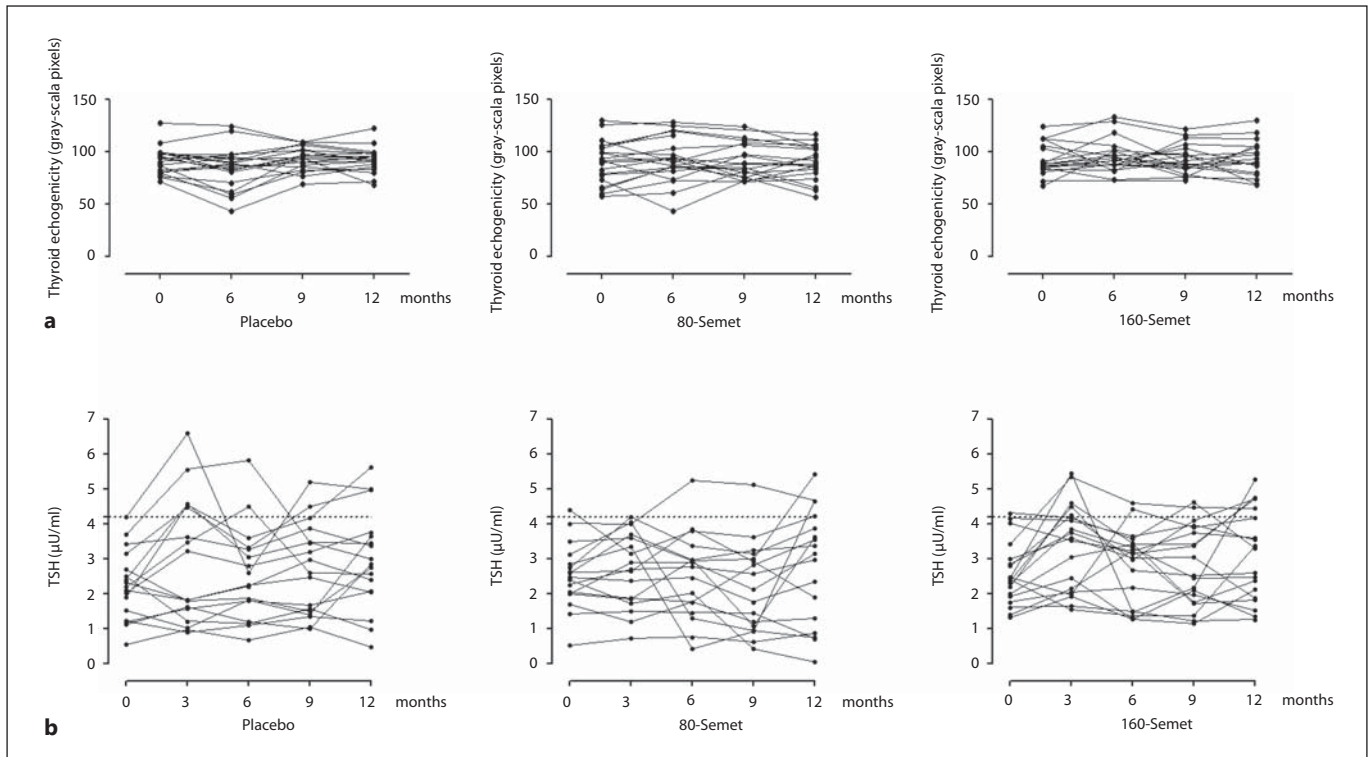 Thyroid echogenicity (gray-scala pixels)
150
100
50
0
0 6 9 12 months
Placebo
Thyroid echogenicity (gray-scala pixels)
150
100
50
0
0 6 9 12 months
80-Semet
Thyroid echogenicity (gray-scala pixels)
150
100
50
0
0 6 9 12 months
160-Semet
a
TSH (μU/ml)
7
6
5
4
3
2
1
0
0 3 6 9 12 months
Placebo
TSH (μU/ml)
7
6
5
4
3
2
1
0
0 3 6 9 12 months
80-Semet
TSH (μU/ml)
7
6
5
4
3
2
1
0
0 3 6 9 12 months
160-Semet
b